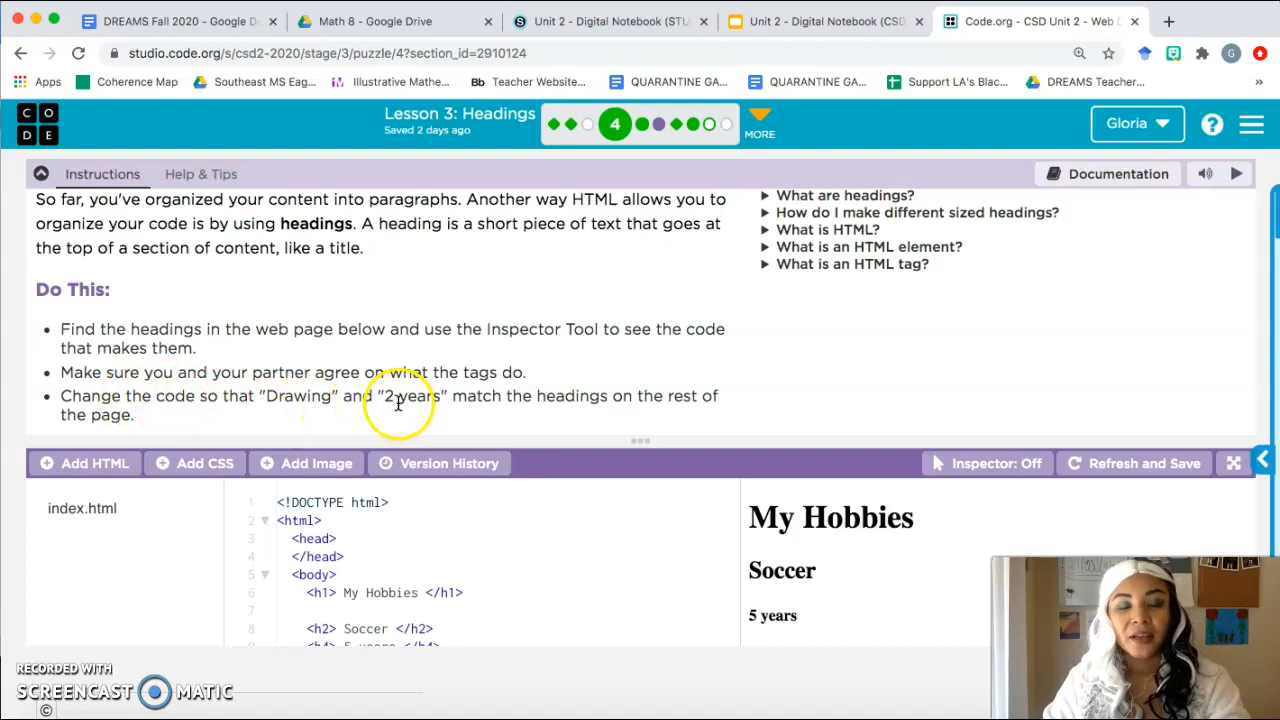 DREAMS Fall 2020 - Google D
Math 8 - Google Drive
Unit 2 - Digital Notebook (STU
Unit 2 - Digital Notebook (CSD
Code.org - CSD Unit 2 - Web D
studio.code.org/s/csd2-2020/stage/3/puzzle/4?section_id=2910124
G
Apps
Coherence Map
Southeast MS Eag...
Illustrative Mathe...
Bb Teacher Website...
QUARANTINE GA...
QUARANTINE GA...
Support LA's Blac...
DREAMS Teacher...
»
C O
D E
Lesson 3: Headings
Saved 2 days ago
4
MORE
Gloria
?
Instructions
Help & Tips
Documentation
So far, you've organized your content into paragraphs. Another way HTML allows you to
organize your code is by using headings. A heading is a short piece of text that goes at
the top of a section of content, like a title.
Do This:
• Find the headings in the web page below and use the Inspector Tool to see the code
that makes them.
• Make sure you and your partner agree on what the tags do.
• Change the code so that "Drawing" and "2 years" match the headings on the rest of
the page.
What are headings?
How do I make different sized headings?
What is HTML?
What is an HTML element?
What is an HTML tag?
Add HTML
Add CSS
Add Image
Version History
Inspector: Off
Refresh and Save
index.html
1 <!DOCTYPE html>
2 <html>
3 <head>
4 </head>
5 <body>
6 <h1> My Hobbies </h1>
7
8 <h2> Soccer </h2>
9 <h4> 5 years </h4>
My Hobbies
Soccer
5 years
RECORDED WITH
SCREENCAST MATIC
©